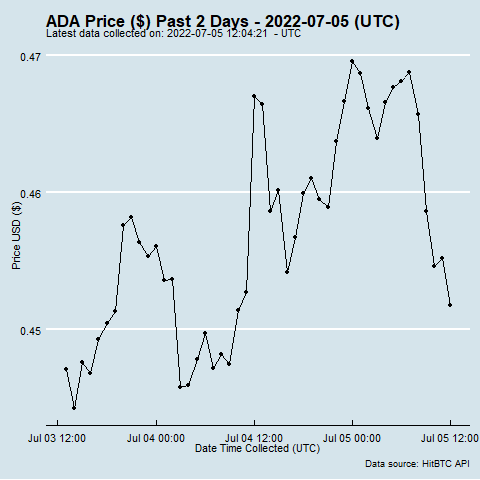 ADA Price ($) Past 2 Days - 2022-07-05 (UTC)
Latest data collected on: 2022-07-05 12:04:21  - UTC
0.47
0.46
0.45
Price USD ($)
Jul 03 12:00
Jul 04 00:00
Jul 04 12:00
Jul 05 00:00
Jul 05 12:00
Date Time Collected (UTC)
Data source: HitBTC API